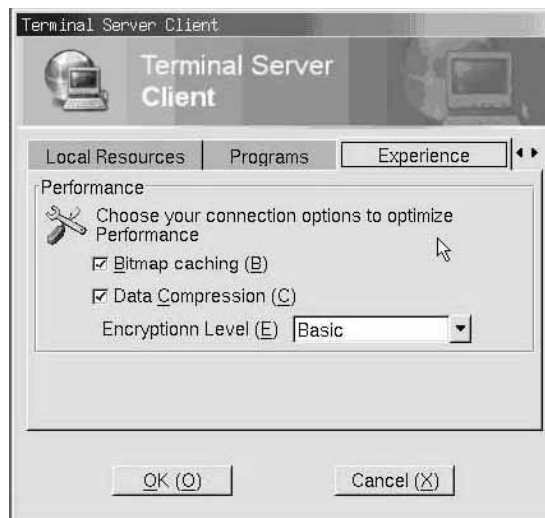 Terminal Server Client
Terminal Server
Client
Local Resources Programs Experience
Performance
Choose your connection options to optimize
Performance
Bitmap caching (B)
Data Compression (C)
Encryptionn Level (E) Basic
OK (O) Cancel (X)